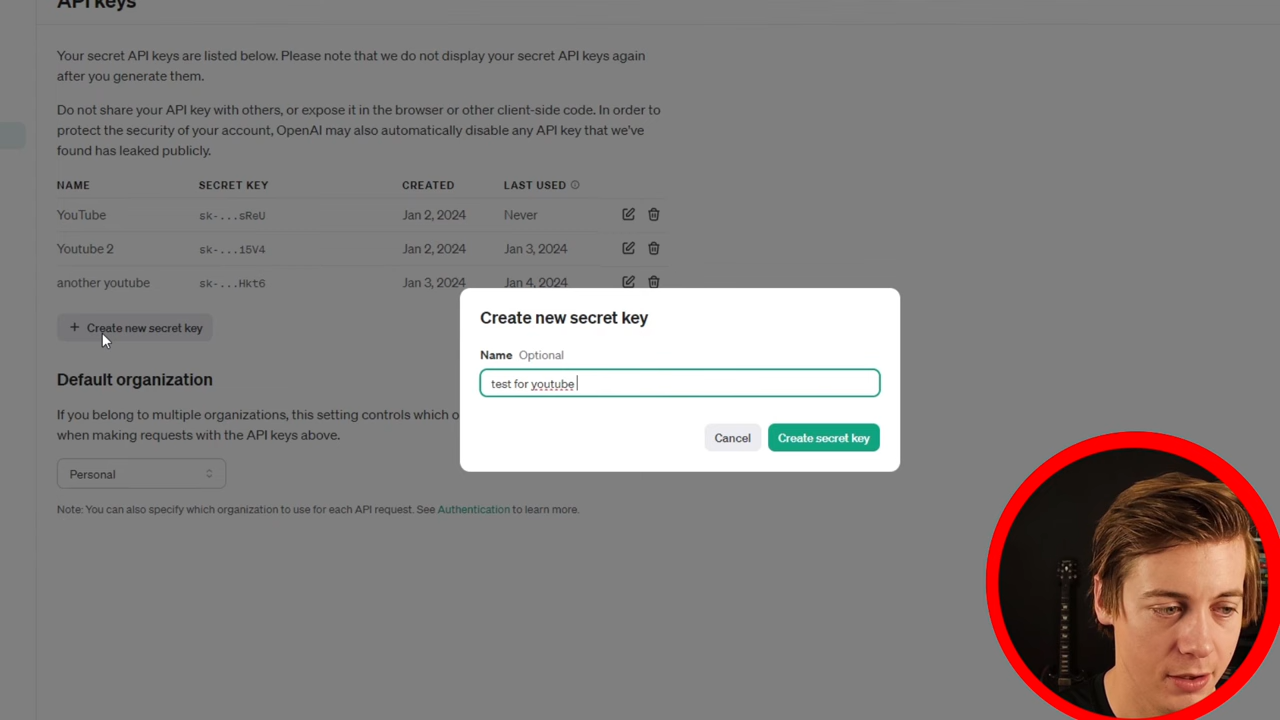 API keys
Your secret API keys are listed below. Please note that we do not display your secret API keys again
after you generate them.
Do not share your API key with others, or expose it in the browser or other client-side code. In order to
protect the security of your account, OpenAI may also automatically disable any API key that we've
found has leaked publicly.
NAME SECRET KEY CREATED LAST USED
YouTube sk-...sReU Jan 2, 2024 Never
Youtube 2 sk-...15V4 Jan 2, 2024 Jan 3, 2024
another youtube sk-...Hkt6 Jan 3, 2024 Jan 4, 2024
+ Create new secret key
Default organization
If you belong to multiple organizations, this setting controls which o
when making requests with the API keys above.
Personal
Note: You can also specify which organization to use for each API request. See Authentication to learn more.
Create new secret key
Name Optional
test for youtube
Cancel Create secret key